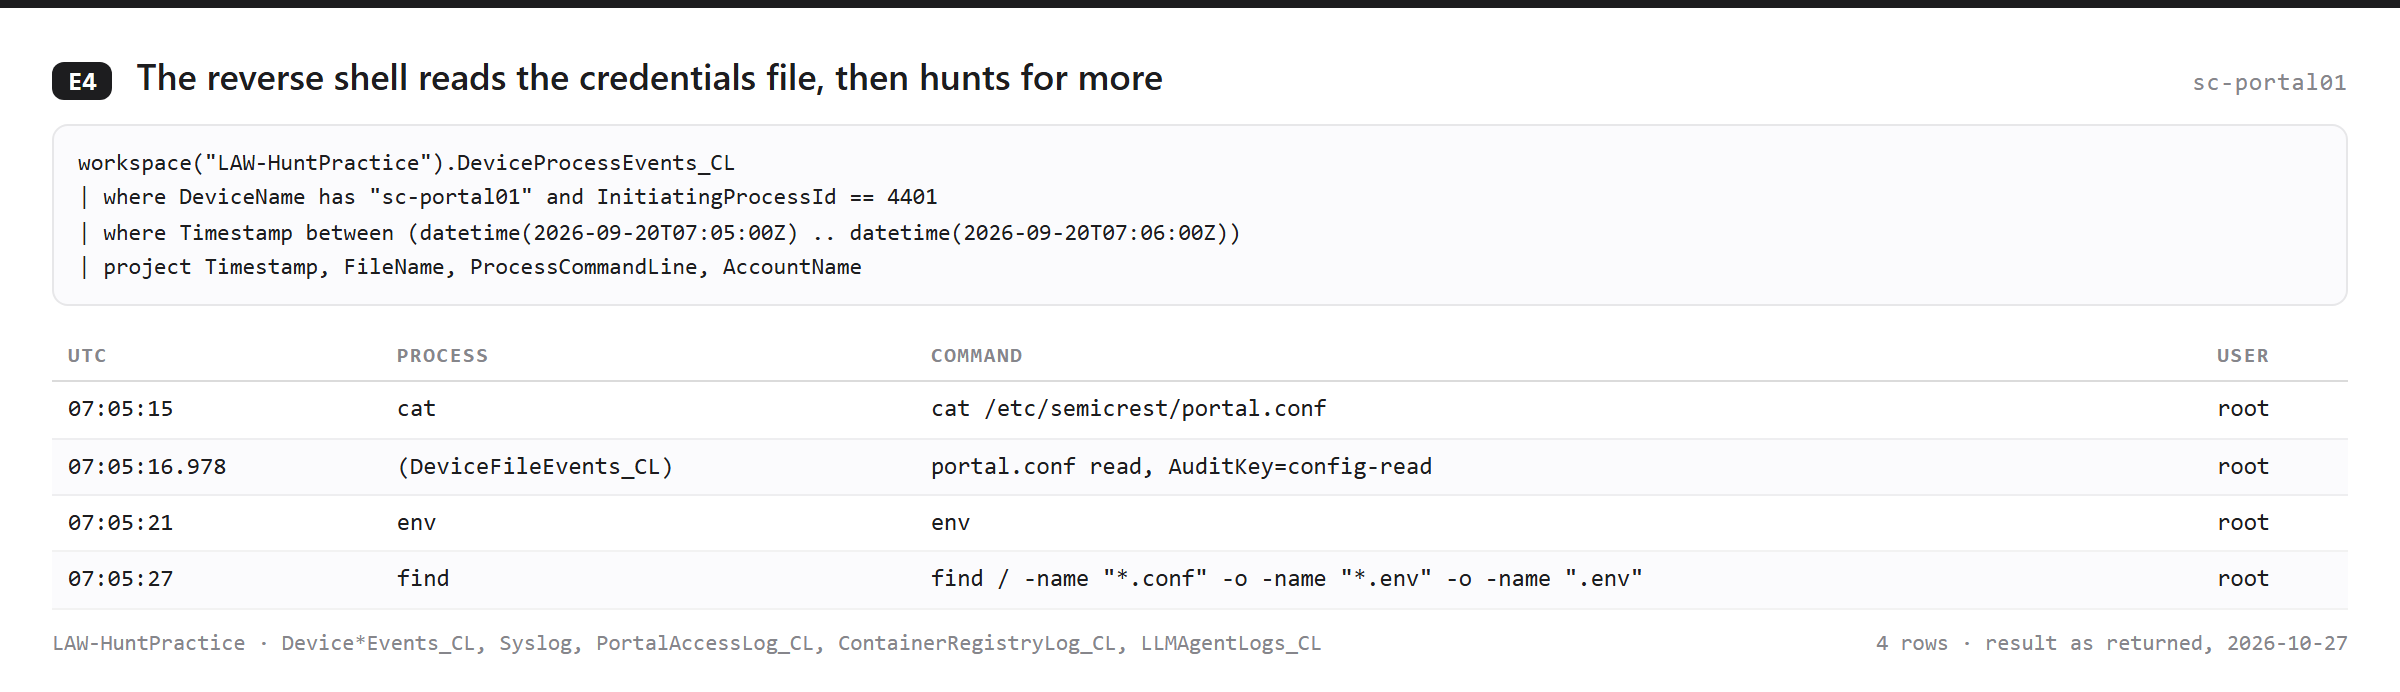 E4 The reverse shell reads the credentials file, then hunts for more sc-portal01
workspace("LAW-HuntPractice").DeviceProcessEvents_CL
| where DeviceName has "sc-portal01" and InitiatingProcessId == 4401
| where Timestamp between (datetime(2026-09-20T07:05:00Z) .. datetime(2026-09-20T07:06:00Z))
| project Timestamp, FileName, ProcessCommandLine, AccountName
UTC PROCESS COMMAND USER
07:05:15 cat cat /etc/semicrest/portal.conf root
07:05:16.978 (DeviceFileEvents_CL) portal.conf read, AuditKey=config-read root
07:05:21 env env root
07:05:27 find find / -name "*.conf" -o -name "*.env" -o -name ".env" root
LAW-HuntPractice · Device*Events_CL, Syslog, PortalAccessLog_CL, ContainerRegistryLog_CL, LLMAgentLogs_CL 4 rows · result as returned, 2026-10-27